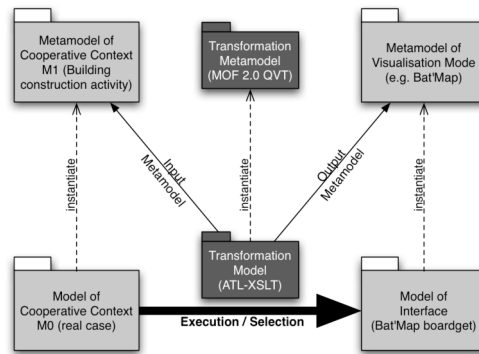 Metamodel of
Cooperative Context
M1 (Building
construction activity)
Transformation
Metamodel
(MOF 2.0 QVT)
Metamodel of
Visualisation Mode
(e.g. Bat'Map)
instantiate
Input
Metamodel
instantiate
Output
Metamodel
instantiate
Model of
Cooperative Context
M0 (real case)
Transformation
Model
(ATL-XSLT)
Execution / Selection
Model of
Interface
(Bat'Map boardget)